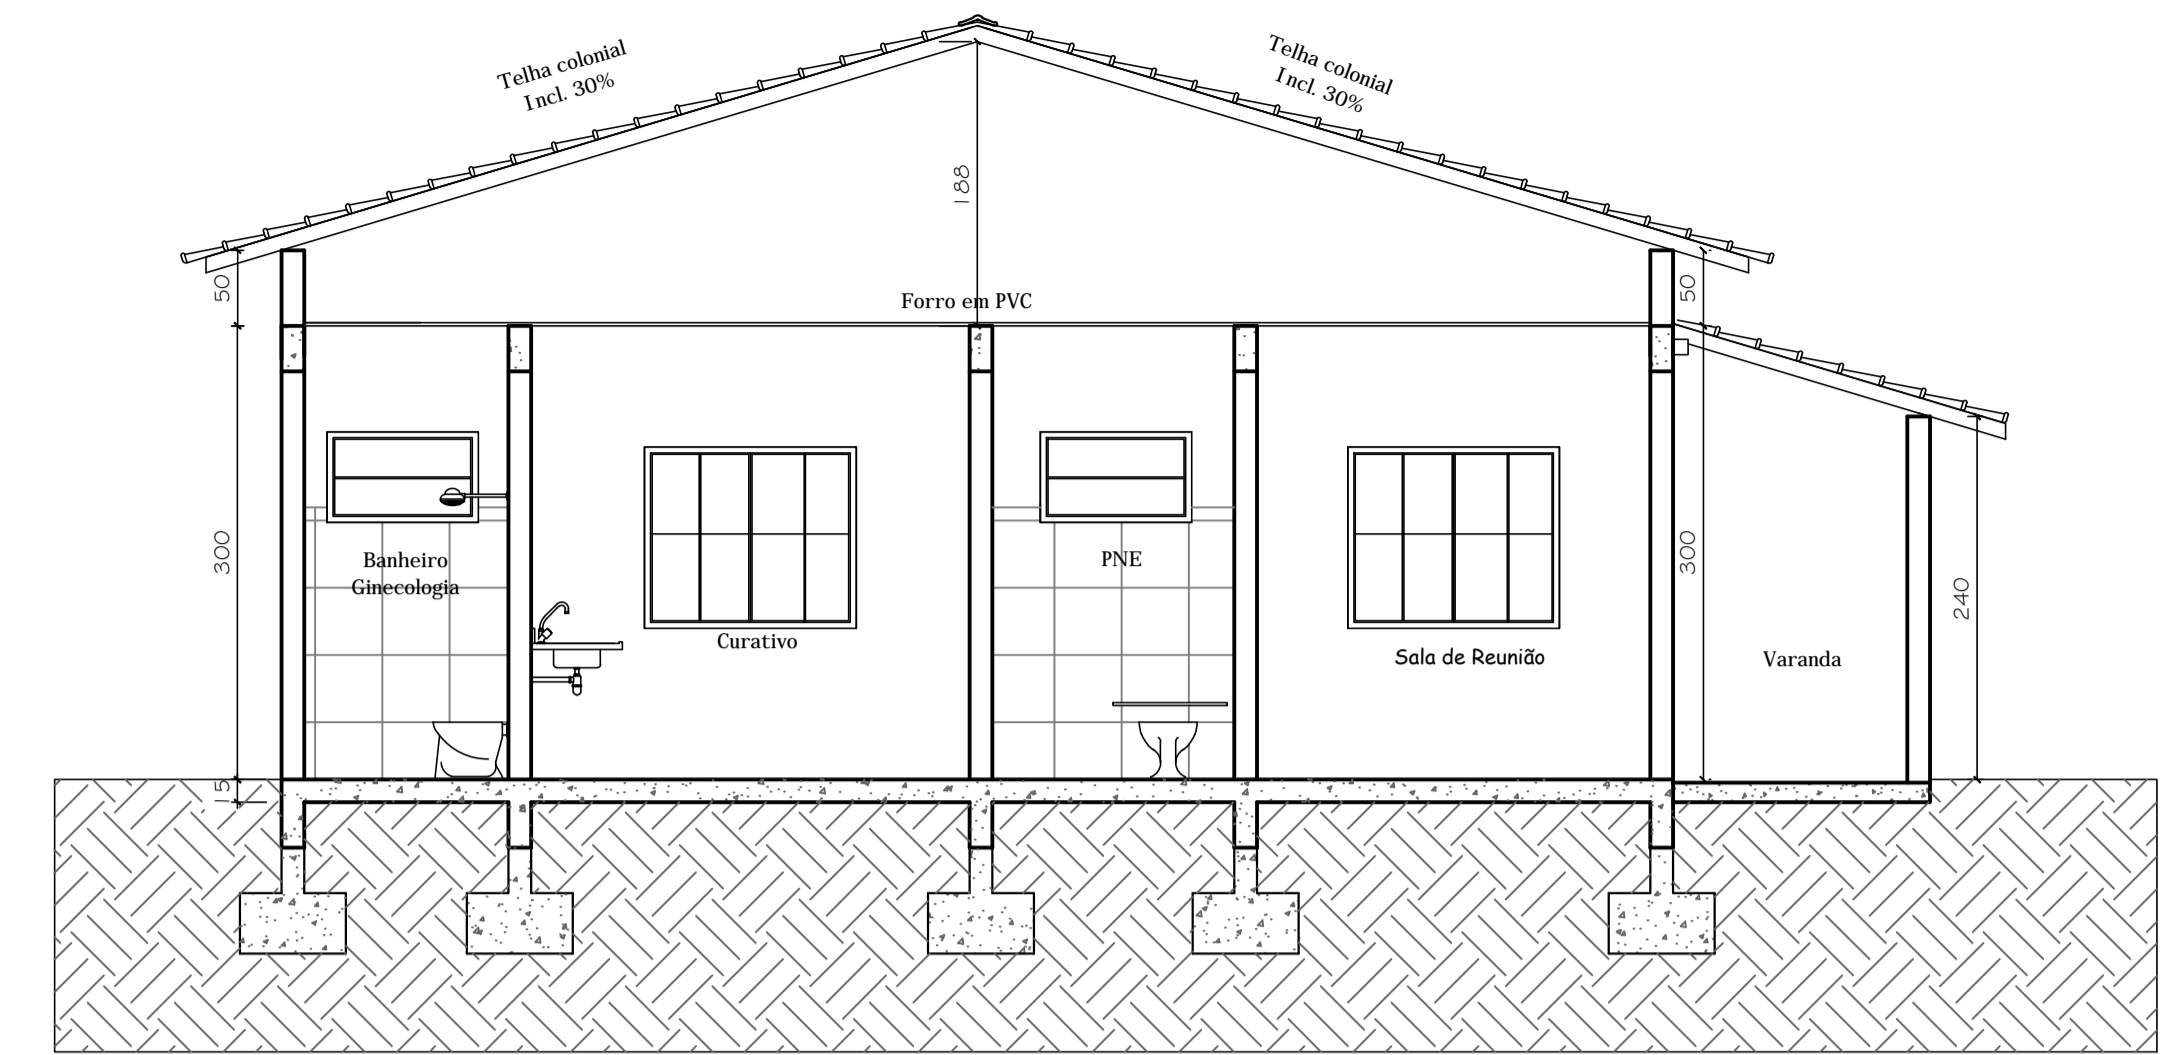 Telha colonial
Incl. 30%
Telha colonial
Incl. 30%
188
50
Forro em PVC
50
300
Banheiro
Ginecologia
Curativo
PNE
Sala de Reunião
300
Varanda
240
15